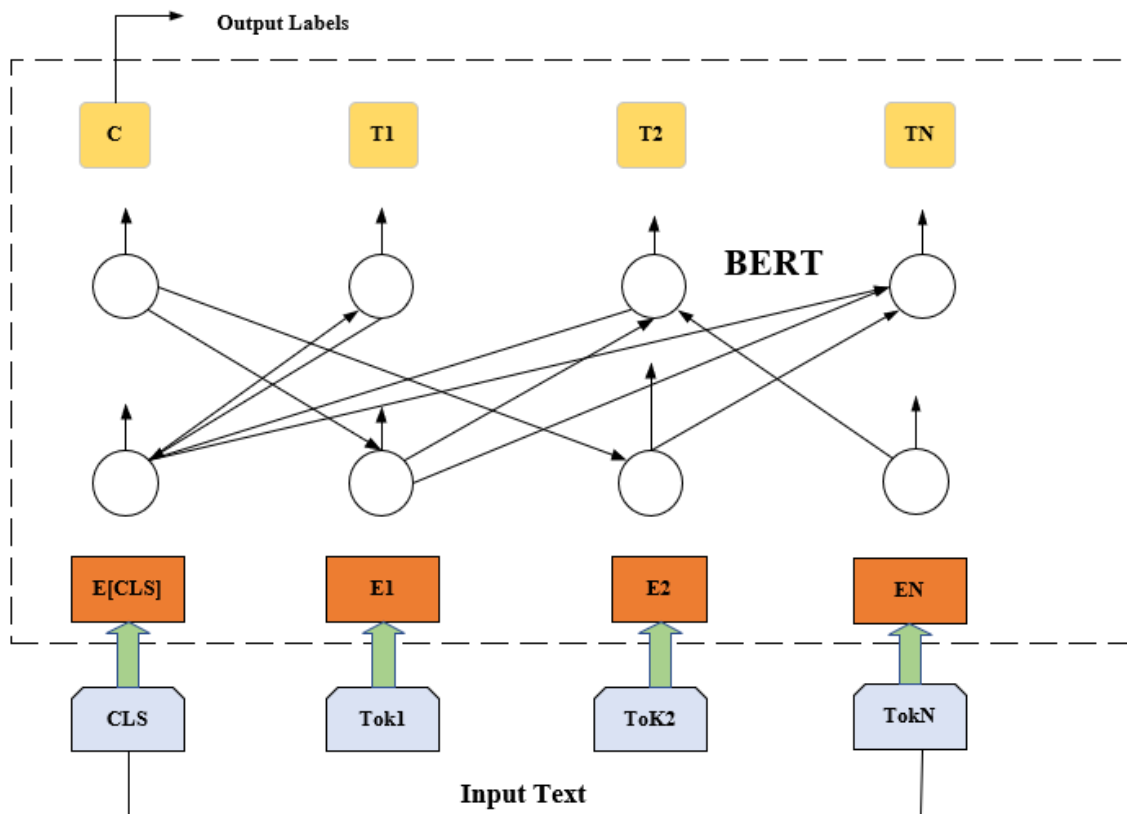 Output Labels
C
T1
T2
TN
BERT
E[CLS]
E1
E2
EN
CLS
Tok1
ToK2
TokN
Input Text